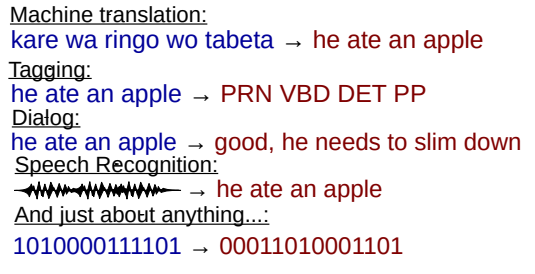 Machine translation:
kare wa ringo wo tabeta → he ate an apple
Tagging:
he ate an apple → PRN VBD DET PP
Dialog:
he ate an apple → good, he needs to slim down
Speech Recognition:
→ he ate an apple
And just about anything...:
1010000111101 → 00011010001101